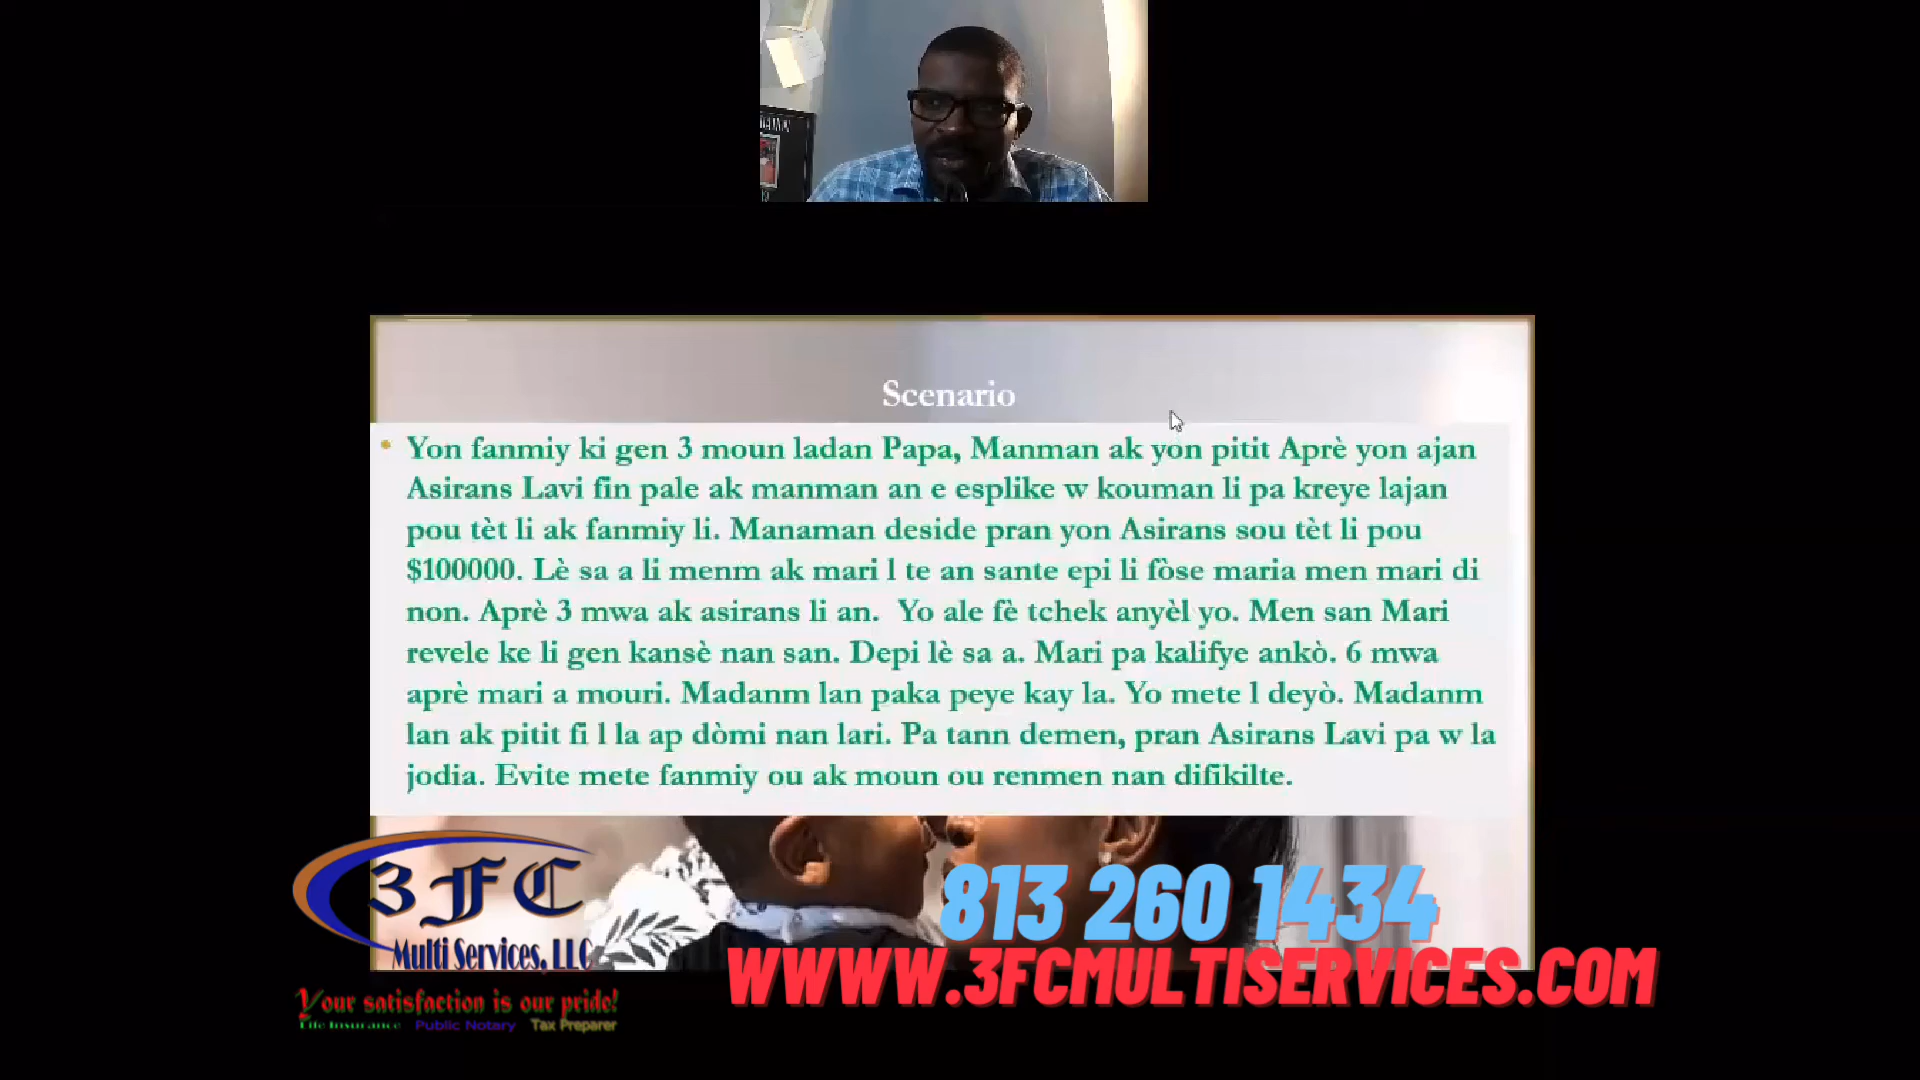 Scenario
• Yon fanmiy ki gen 3 moun ladan Papa, Manman ak yon pitit Aprè yon ajan
Asirans Lavi fin pale ak manman an e esplike w kouman li pa kreye lajan
pou tèt li ak fanmiy li. Manaman deside pran yon Asirans sou tèt li pou
$100000. Lè sa a li menm ak mari l te an sante epi li fòse maria men mari di
non. Aprè 3 mwa ak asirans li an.  Yo ale fè tchek anyèl yo. Men san Mari
revele ke li gen kansè nan san. Depi lè sa a. Mari pa kalifye ankò. 6 mwa
aprè mari a mouri. Madanm lan paka peye kay la. Yo mete l deyò. Madanm
lan ak pitit fi l la ap dòmi nan lari. Pa tann demen, pran Asirans Lavi pa w la
jodia. Evite mete fanmiy ou ak moun ou renmen nan difikilte.
3FC
Multi Services, LLC
Your satisfaction is our pride!
Life Insurance Public Notary Tax Preparer
813 260 1434
WWWW.3FCMULTISERVICES.COM